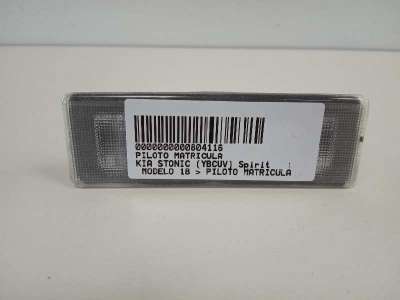 0000000000804116
PILOTO MATRICULA
KIA STONIC (YBCUV) Spirit :
MODELO 18 > PILOTO MATRICULA